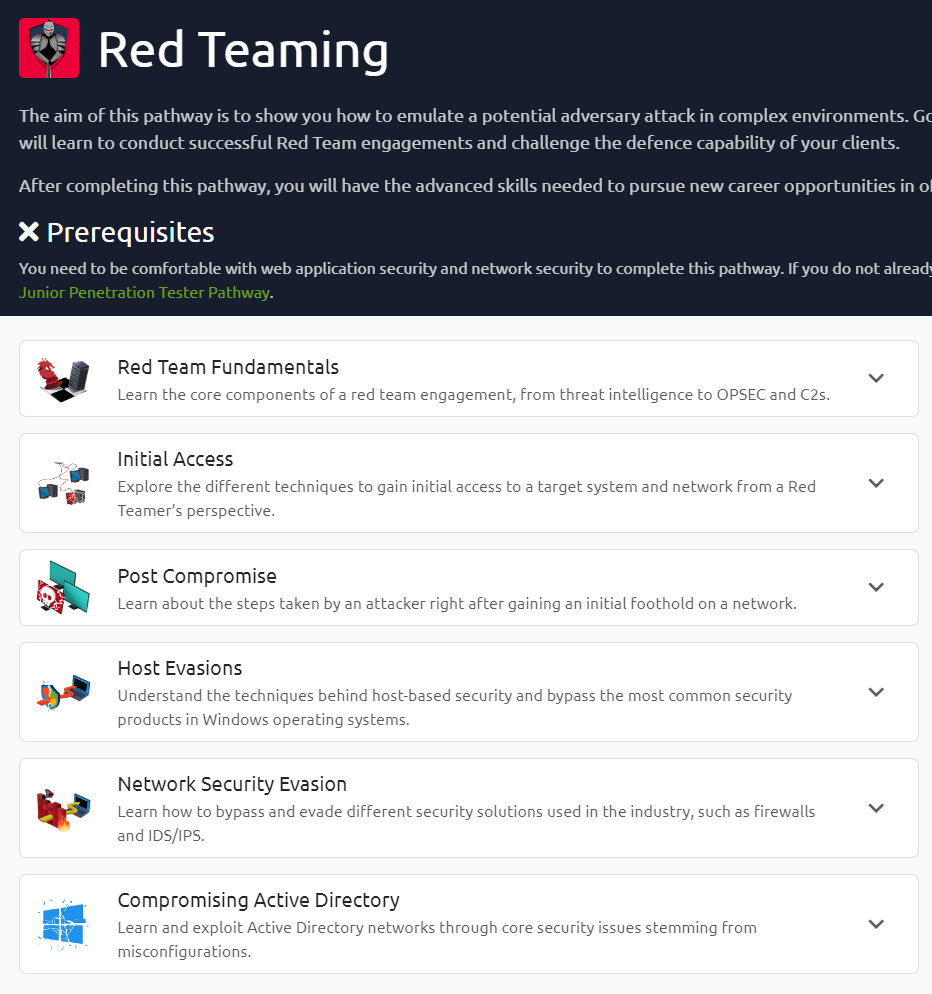 Red Teaming
The aim of this pathway is to show you how to emulate a potential adversary attack in complex environments.
will learn to conduct successful Red Team engagements and challenge the defence capability of your clients.
After completing this pathway, you will have the advanced skills needed to pursue new career opportunities in
Prerequisites
You need to be comfortable with web application security and network security to complete this pathway. If you do not already
Junior Penetration Tester Pathway.
Red Team Fundamentals
Learn the core components of a red team engagement, from threat intelligence to OPSEC and C2s.
Initial Access
Explore the different techniques to gain initial access to a target system and network from a Red
Teamer’s perspective.
Post Compromise
Learn about the steps taken by an attacker right after gaining an initial foothold on a network.
Host Evasions
Understand the techniques behind host-based security and bypass the most common security
products in Windows operating systems.
Network Security Evasion
Learn how to bypass and evade different security solutions used in the industry, such as firewalls
and IDS/IPS.
Compromising Active Directory
Learn and exploit Active Directory networks through core security issues stemming from
misconfigurations.